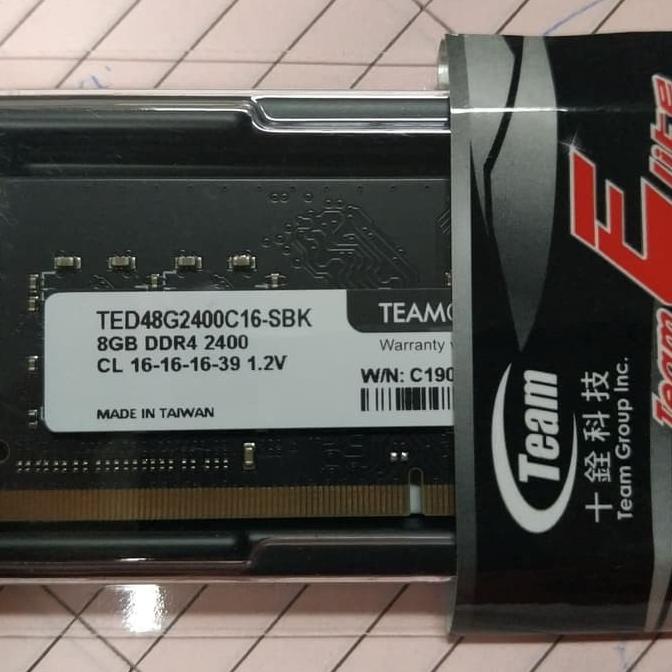 TED48G2400C16-SBK
8GB DDR4 2400
CL 16-16-16-39 1.2V
MADE IN TAIWAN
TEAMG
Warranty
W/N: C190
Team
十銓科技
Team Group Inc.
Team Elite